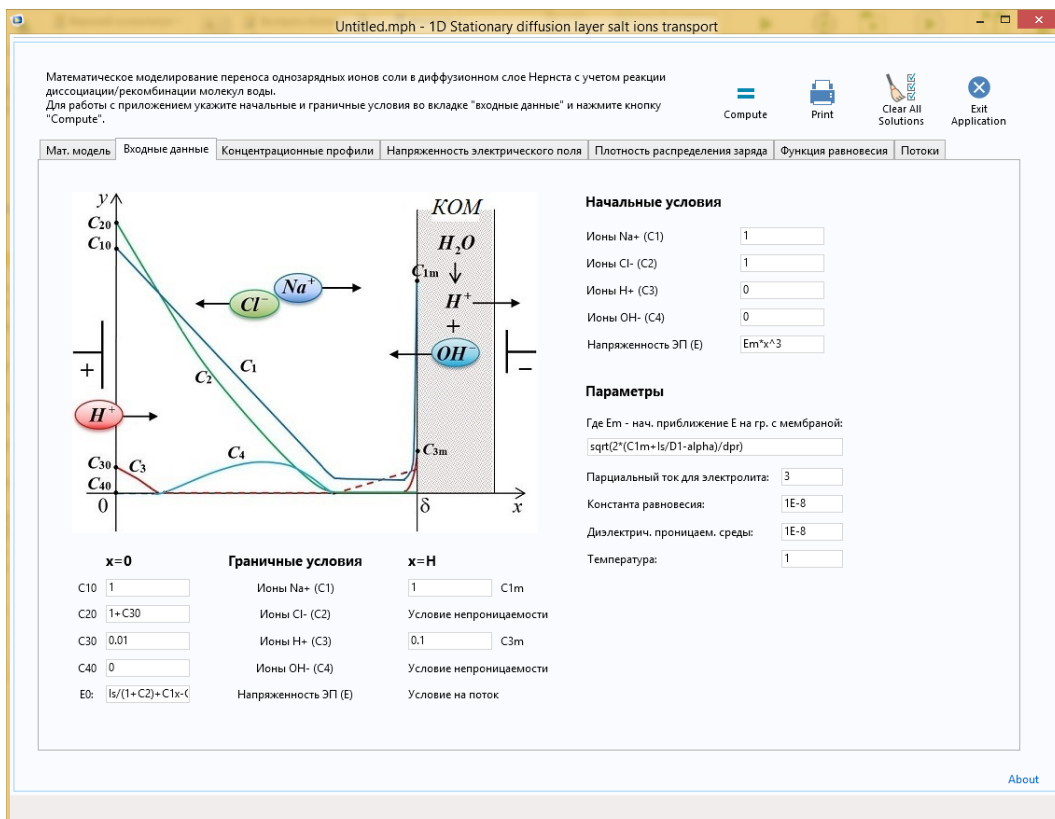 Untitled.mph - 1D Stationary diffusion layer salt ions transport
Математическое моделирование переноса однозарядных ионов соли в диффузионном слое Нернста с учетом реакции
диссоциации/рекомбинации молекул воды.
Для работы с приложением укажите начальные и граничные условия во вкладке "входные данные" и нажмите кнопку
"Compute".
Compute
Print
Clear All
Solutions
Exit
Application
Мат. модель Входные данные Концентрационные профили Напряженность электрического поля Плотность распределения заряда Функция равновесия Потоки
y
C20
C10
КОМ
H2O
C1m
H+
+
OH−
Cl−
Na+
+
−
C1
C2
H+
C30
C3
C4
C3m
C40
0
δ
x
Начальные условия
Ионы Na+ (C1) 1
Ионы Cl- (C2) 1
Ионы H+ (C3) 0
Ионы OH- (C4) 0
Напряженность ЭП (E) Em*x^3
Параметры
Где Em - нач. приближение E на гр. с мембраной:
sqrt(2*(C1m+Is/D1-alpha)/dpr)
Парциальный ток для электролита: 3
Константа равновесия: 1E-8
Диэлектрич. проницаем. среды: 1E-8
Температура: 1
x=0 Граничные условия x=H
C10 1 Ионы Na+ (C1) 1 C1m
C20 1+C30 Ионы Cl- (C2) Условие непроницаемости
C30 0.01 Ионы H+ (C3) 0.1 C3m
C40 0 Ионы OH- (C4) Условие непроницаемости
E0: Is/(1+C2)+C1x-( Напряженность ЭП (E) Условие на поток
About